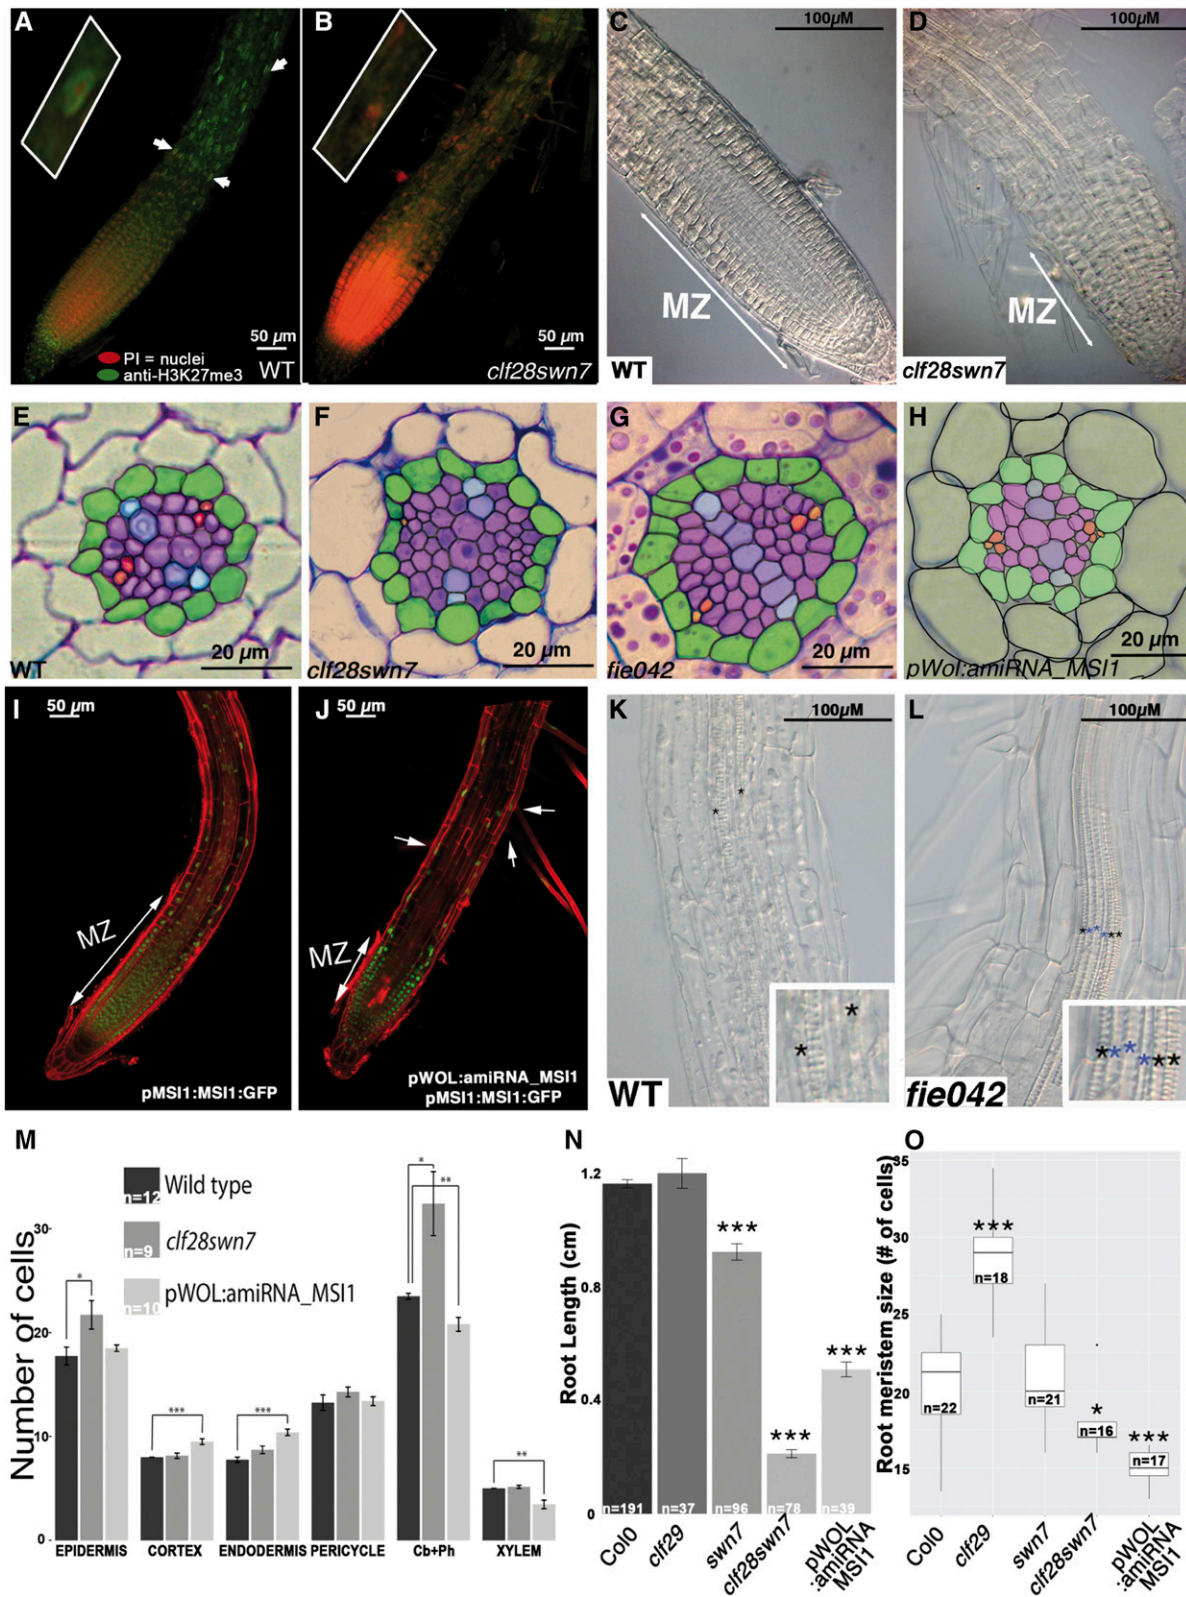 A
B
C
100µM
D
100µM
50 µm
50 µm
PI = nuclei
anti-H3K27me3
WT
clf28swn7
MZ
WT
MZ
clf28swn7
E
F
G
H
20 µm
20 µm
20 µm
20 µm
WT
clf28swn7
fie042
pWol:amiRNA_MSI1
I
50 µm
J
50 µm
K
100µM
L
100µM
MZ
MZ
pMSI1:MSI1:GFP
pWOL:amiRNA_MSI1
pMSI1:MSI1:GFP
* *
WT
* *
* * * * * *
fie042
* * * * * *
M
Number of cells
30
20
10
0
n=12 Wild type
n=9 clf28swn7
n=10 pWOL:amiRNA_MSI1
*
***
***
*
**
**
EPIDERMIS
CORTEX
ENDODERMIS
PERICYCLE
Cb+Ph
XYLEM
N
Root Length (cm)
1.2
0.8
0.4
0
***
***
***
n=191
n=37
n=96
n=78
n=39
Col0
clf29
swn7
clf28swn7
pWOL
:amiRNA
MSI1
O
Root meristem size (# of cells)
35
30
25
20
15
***
*
***
n=22
n=18
n=21
n=16
n=17
Col0
clf29
swn7
clf28swn7
pWOL
:amiRNA
MSI1